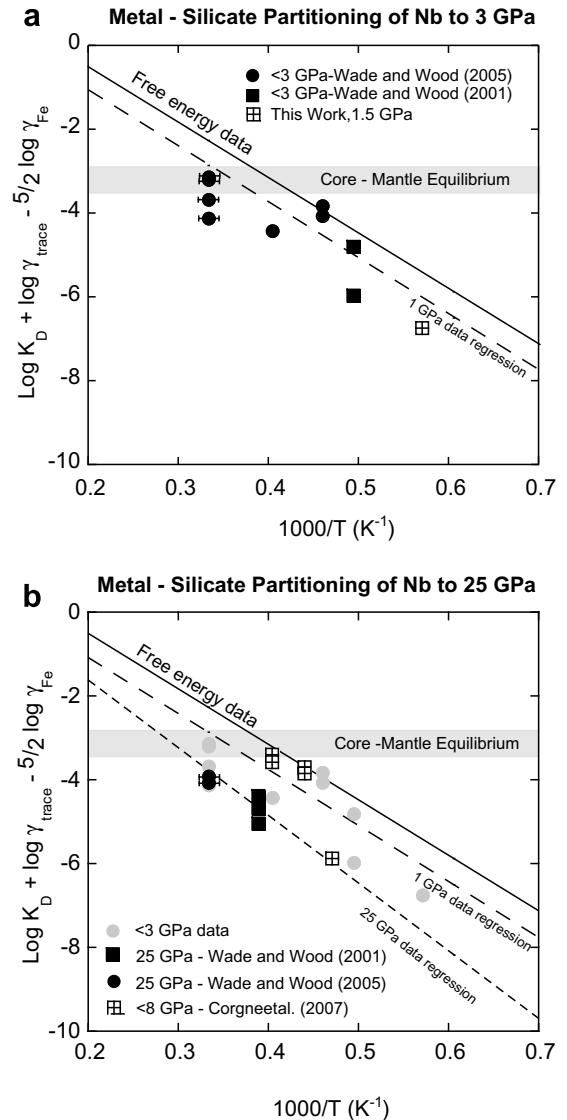 a
Metal - Silicate Partitioning of Nb to 3 GPa
0
-2
-4
-6
-8
-10
Log K_D + log γ_trace - 5/2 log γ_Fe
<3 GPa-Wade and Wood (2005)
<3 GPa-Wade and Wood (2001)
This Work,1.5 GPa
Free energy data
Core - Mantle Equilibrium
1 GPa data regression
0.2 0.3 0.4 0.5 0.6 0.7
1000/T (K⁻¹)
b
Metal - Silicate Partitioning of Nb to 25 GPa
0
-2
-4
-6
-8
-10
Log K_D + log γ_trace - 5/2 log γ_Fe
Free energy data
Core -Mantle Equilibrium
1 GPa data regression
25 GPa data regression
<3 GPa data
25 GPa - Wade and Wood (2001)
25 GPa - Wade and Wood (2005)
<8 GPa - Corgneetal. (2007)
0.2 0.3 0.4 0.5 0.6 0.7
1000/T (K⁻¹)